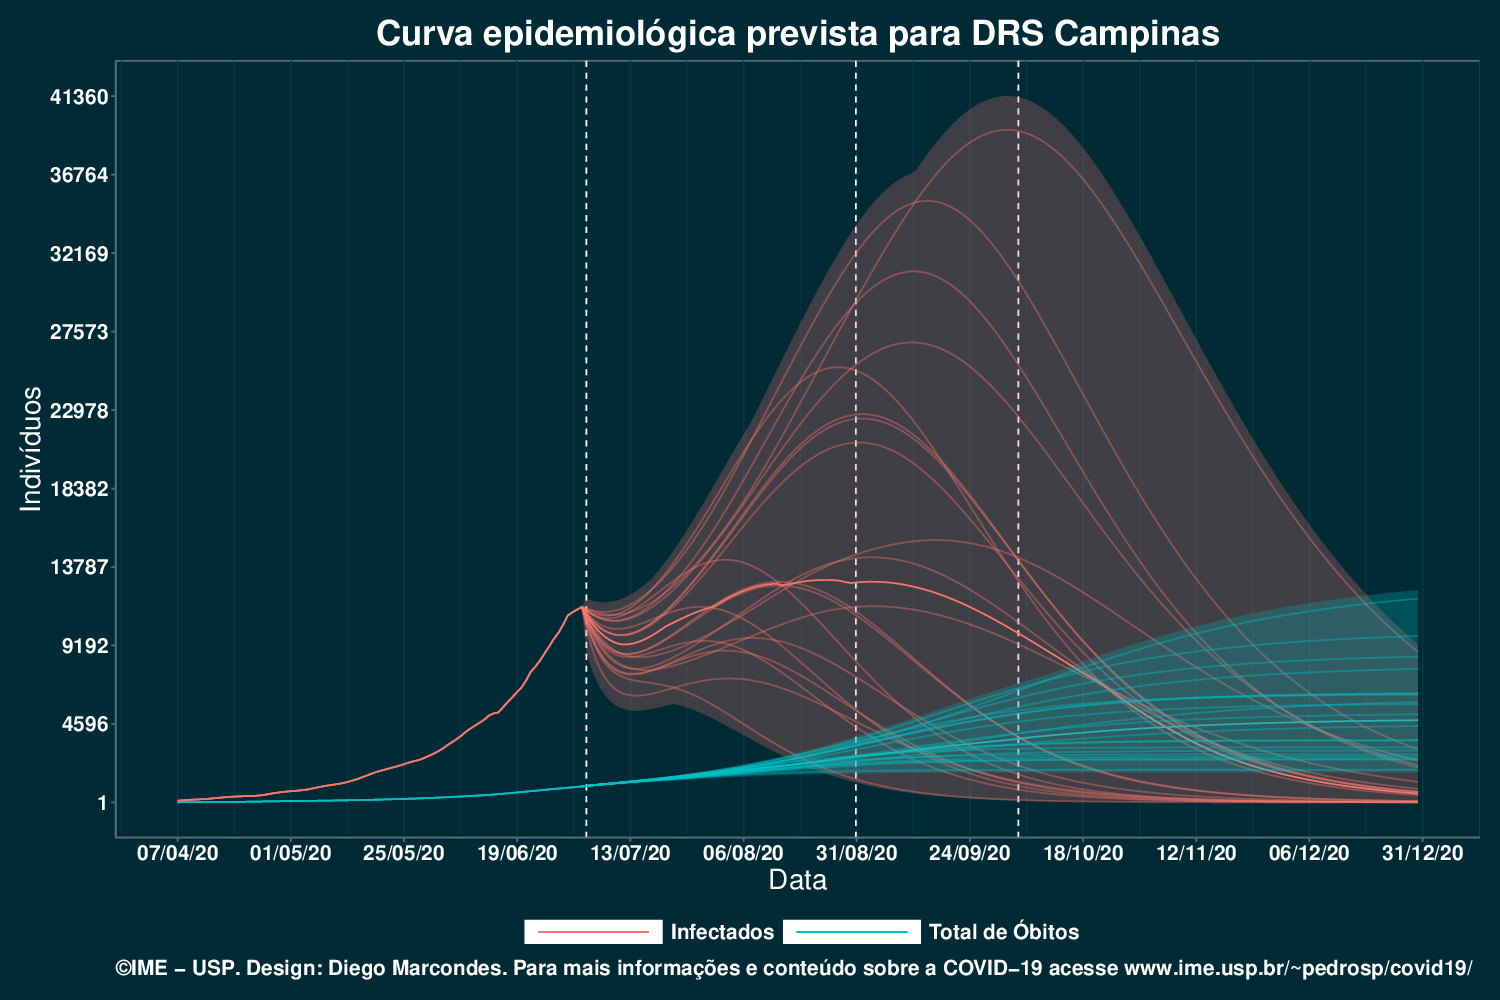 Curva epidemiológica prevista para DRS Campinas
Indivíduos
41360
36764
32169
27573
22978
18382
13787
9192
4596
1
07/04/20 01/05/20 25/05/20 19/06/20 13/07/20 06/08/20 31/08/20 24/09/20 18/10/20 12/11/20 06/12/20 31/12/20
Data
Infectados Total de Óbitos
©IME – USP. Design: Diego Marcondes. Para mais informações e conteúdo sobre a COVID–19 acesse www.ime.usp.br/~pedrosp/covid19/